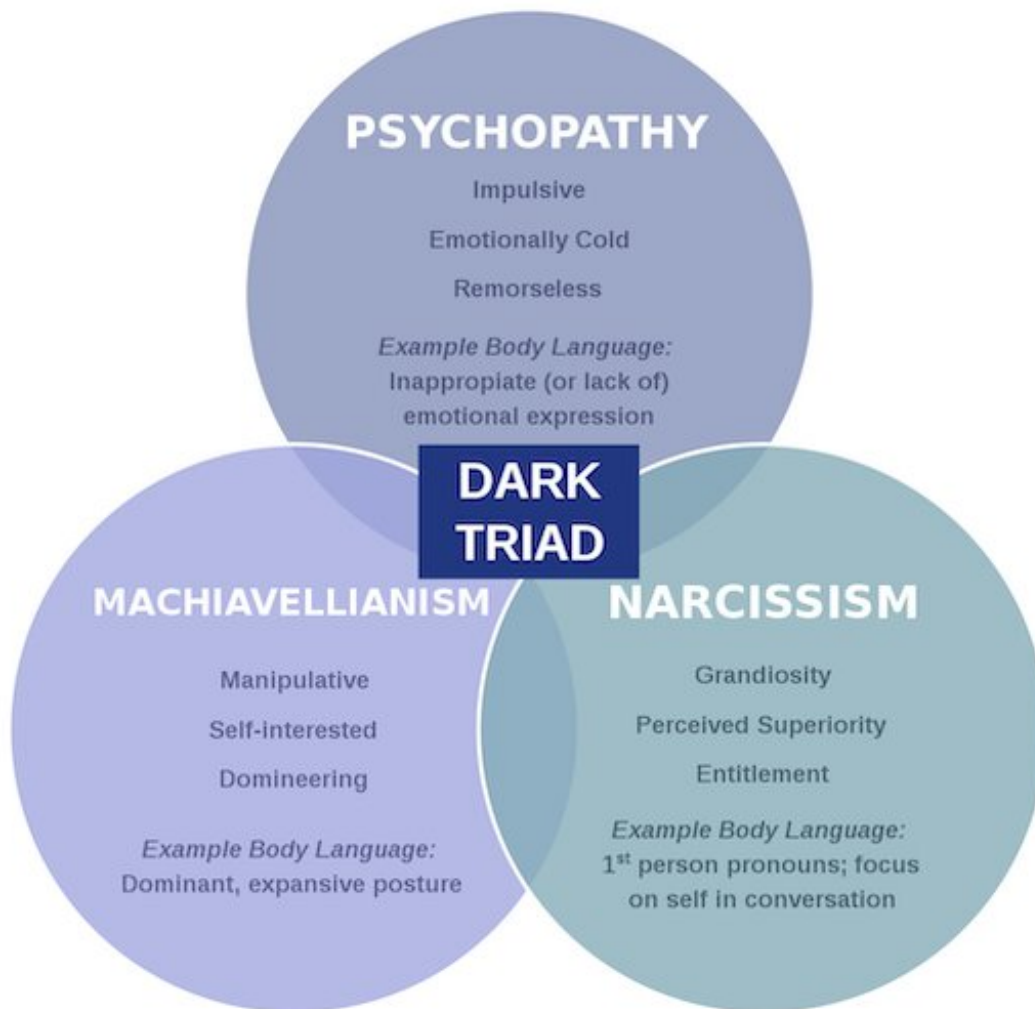 PSYCHOPATHY
Impulsive
Emotionally Cold
Remorseless
Example Body Language:
Inappropiate (or lack of)
emotional expression
DARK
TRIAD
MACHIAVELLIANISM
Manipulative
Self-interested
Domineering
Example Body Language:
Dominant, expansive posture
NARCISSISM
Grandiosity
Perceived Superiority
Entitlement
Example Body Language:
1st person pronouns; focus
on self in conversation